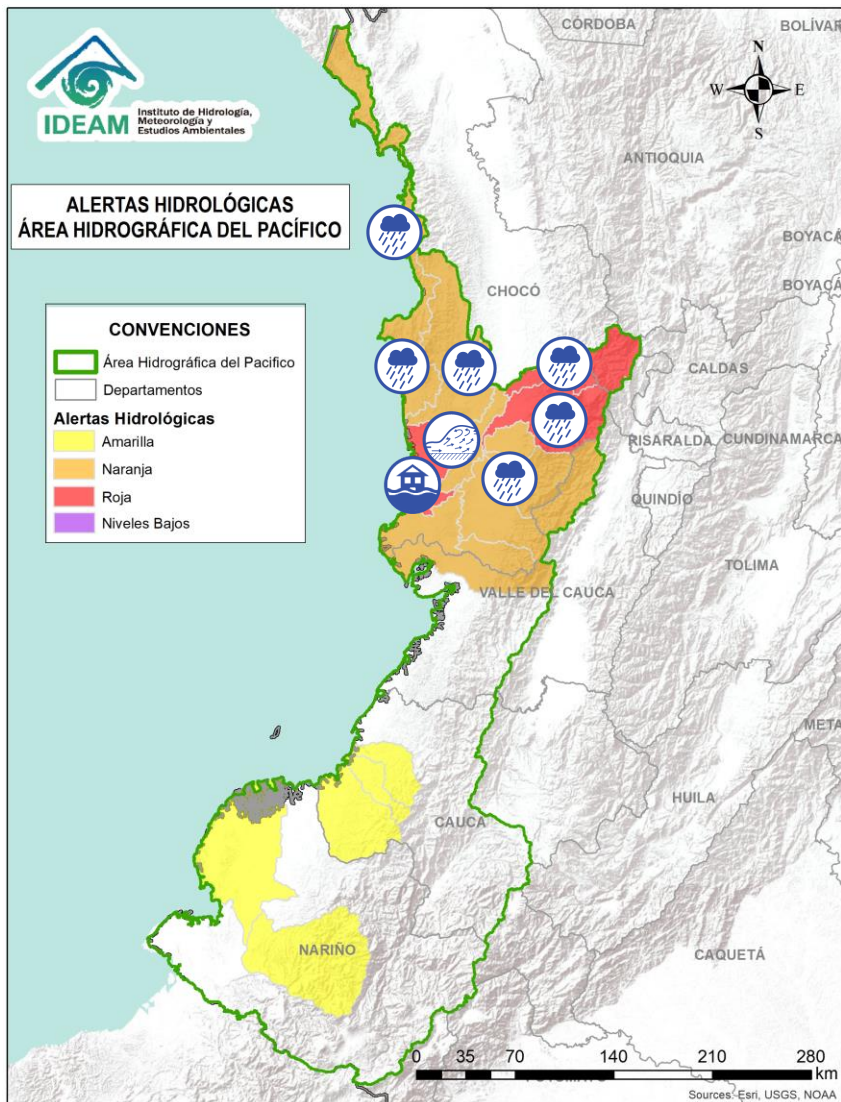 CÓRDOBA
BOLÍVAR
IDEAM
Instituto de Hidrología,
Meteorología y
Estudios Ambientales
N
W
E
S
ANTIOQUIA
ALERTAS HIDROLÓGICAS
ÁREA HIDROGRÁFICA DEL PACÍFICO
BOYACÁ
BOYACÁ
CHOCÓ
CONVENCIONES
Área Hidrográfica del Pacifico
Departamentos
Alertas Hidrológicas
Amarilla
Naranja
Roja
Niveles Bajos
CALDAS
RISARALDA
CUNDINAMARCA
QUINDÍO
TOLIMA
VALLE DEL CAUCA
META
HUILA
CAUCA
NARIÑO
CAQUETÁ
0 35 70 140 210 280
km
Sources: Esri, USGS, NOAA